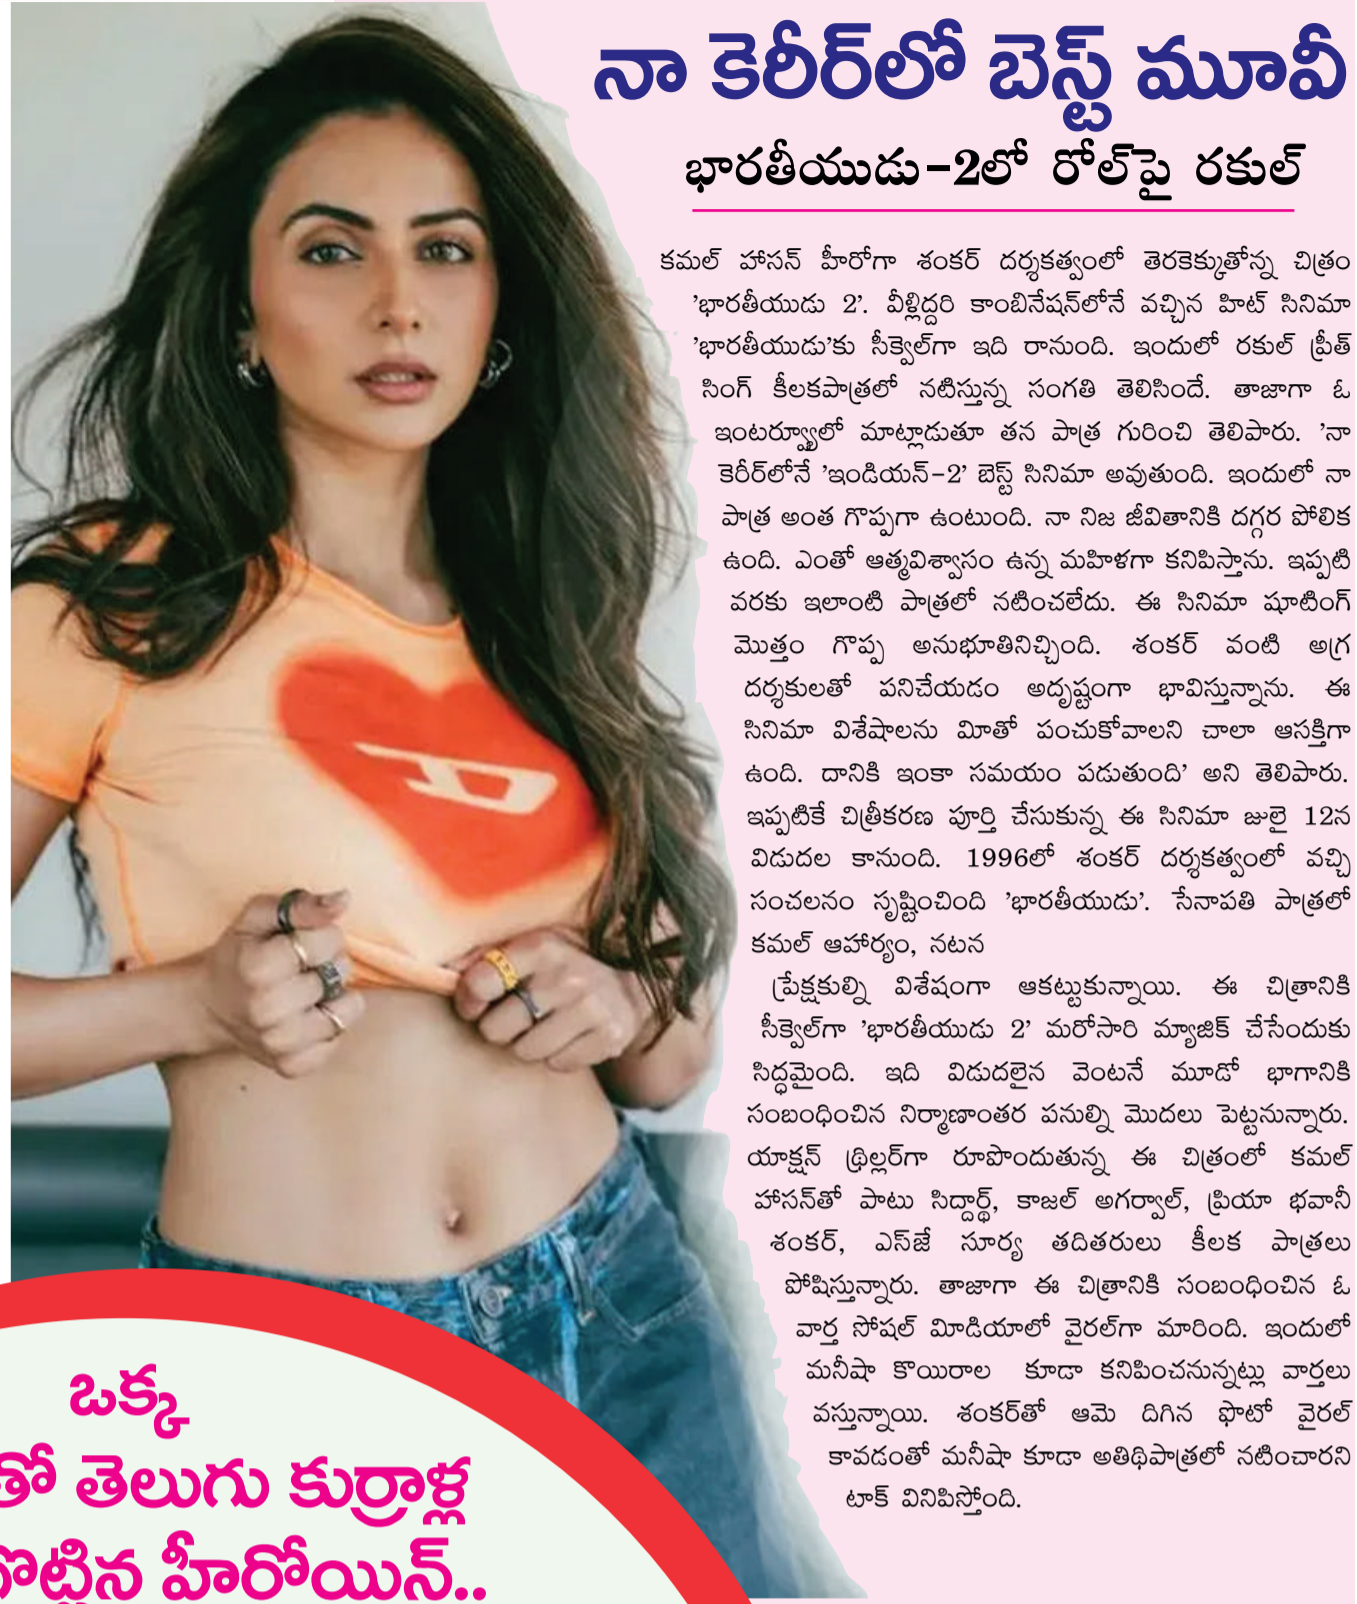 నా కెరీర్‌లో బెస్ట్ మూవీ
భారతీయుడు-2లో రోల్‌పై రకుల్
కమల్ హాసన్ హీరోగా శంకర్ దర్శకత్వంలో తెరకెక్కుతోన్న చిత్రం
'భారతీయుడు 2'. వీళ్లిద్దరి కాంబినేషన్‌లోనే వచ్చిన హిట్ సినిమా
'భారతీయుడు'కు సీక్వెల్‌గా ఇది రానుంది. ఇందులో రకుల్ ప్రీత్
సింగ్ కీలకపాత్రలో నటిస్తున్న సంగతి తెలిసిందే. తాజాగా ఓ
ఇంటర్వ్యూలో మాట్లాడుతూ తన పాత్ర గురించి తెలిపారు. 'నా
కెరీర్‌లోనే 'ఇండియన్-2' బెస్ట్ సినిమా అవుతుంది. ఇందులో నా
పాత్ర అంత గొప్పగా ఉంటుంది. నా నిజ జీవితానికి దగ్గర పోలిక
ఉంది. ఎంతో ఆత్మవిశ్వాసం ఉన్న మహిళగా కనిపిస్తాను. ఇప్పటి
వరకు ఇలాంటి పాత్రలో నటించలేదు. ఈ సినిమా షూటింగ్
మొత్తం గొప్ప అనుభూతినిచ్చింది. శంకర్ వంటి అగ్ర
దర్శకులతో పనిచేయడం అదృష్టంగా భావిస్తున్నాను. ఈ
సినిమా విశేషాలను మీతో పంచుకోవాలని చాలా ఆసక్తిగా
ఉంది. దానికి ఇంకా సమయం పడుతుంది' అని తెలిపారు.
ఇప్పటికే చిత్రీకరణ పూర్తి చేసుకున్న ఈ సినిమా జులై 12న
విడుదల కానుంది. 1996లో శంకర్ దర్శకత్వంలో వచ్చి
సంచలనం సృష్టించింది 'భారతీయుడు'. సేనాపతి పాత్రలో
కమల్ ఆహార్యం, నటన
ప్రేక్షకుల్ని విశేషంగా ఆకట్టుకున్నాయి. ఈ చిత్రానికి
సీక్వెల్‌గా 'భారతీయుడు 2' మరోసారి మ్యాజిక్ చేసేందుకు
సిద్ధమైంది. ఇది విడుదలైన వెంటనే మూడో భాగానికి
సంబంధించిన నిర్మాణాంతర పనుల్ని మొదలు పెట్టనున్నారు.
యాక్షన్ థ్రిల్లర్‌గా రూపొందుతున్న ఈ చిత్రంలో కమల్
హాసన్‌తో పాటు సిద్దార్థ్, కాజల్ అగర్వాల్, ప్రియా భవానీ
శంకర్, ఎస్‌జే సూర్య తదితరులు కీలక పాత్రలు
పోషిస్తున్నారు. తాజాగా ఈ చిత్రానికి సంబంధించిన ఓ
వార్త సోషల్ మీడియాలో వైరల్‌గా మారింది. ఇందులో
మనీషా కొయిరాల కూడా కనిపించనున్నట్లు వార్తలు
వస్తున్నాయి. శంకర్‌తో ఆమె దిగిన ఫొటో వైరల్
కావడంతో మనీషా కూడా అతిథిపాత్రలో నటించారని
టాక్ వినిపిస్తోంది.
ఒక్క
తో తెలుగు కుర్రాళ్ల
హీరోయిన్..